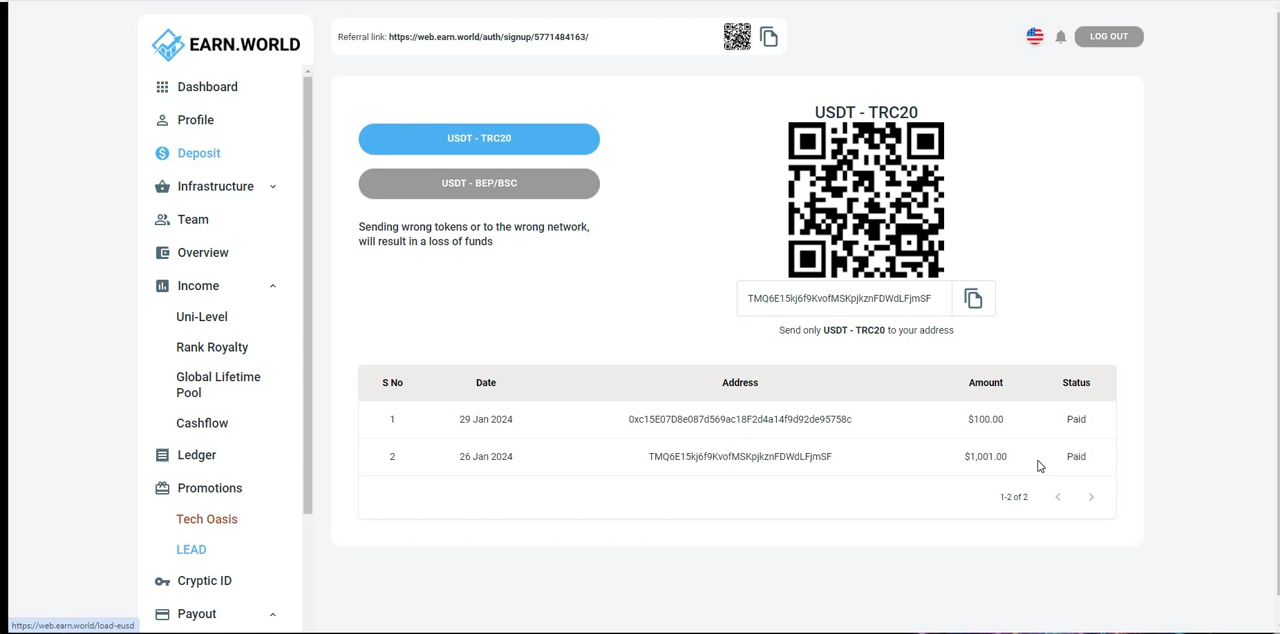 EARN.WORLD
Referral link: https://web.earn.world/auth/signup/5771484163/
LOG OUT
Dashboard
Profile
Deposit
Infrastructure
Team
Overview
Income
Uni-Level
Rank Royalty
Global Lifetime
Pool
Cashflow
Ledger
Promotions
Tech Oasis
LEAD
Cryptic ID
Payout
USDT - TRC20
USDT - BEP/BSC
Sending wrong tokens or to the wrong network,
will result in a loss of funds
USDT - TRC20
TMQ6E15kj6f9KvofMSKpjkznFDWdLFjmSF
Send only USDT - TRC20 to your address
S No Date Address Amount Status
1 29 Jan 2024 0xc15E07D8e087d569ac18F2d4a14f9d92de95758c $100.00 Paid
2 26 Jan 2024 TMQ6E15kj6f9KvofMSKpjkznFDWdLFjmSF $1,001.00 Paid
1-2 of 2
https://web.earn.world/load-eusd